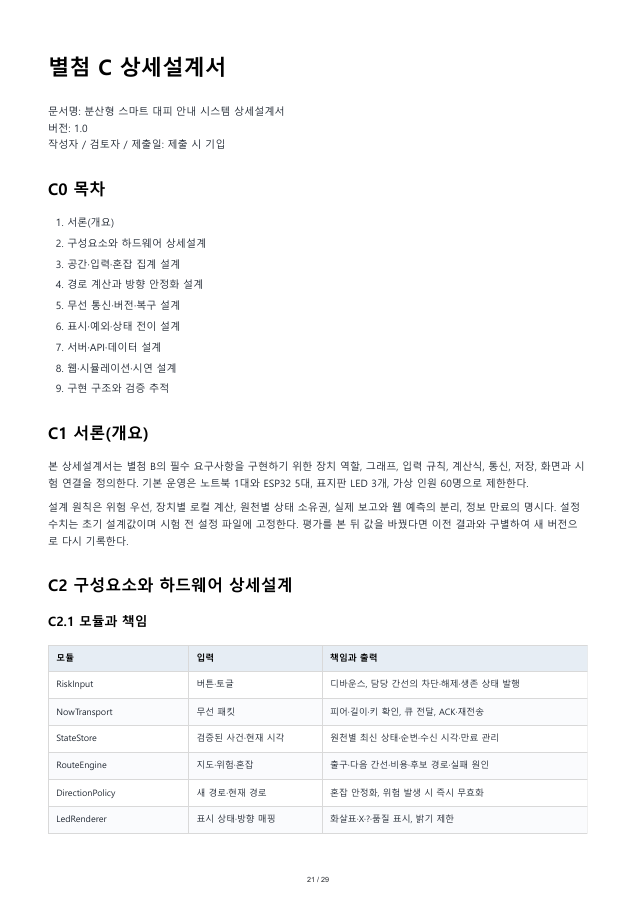 별첨 C 상세설계서
문서명: 분산형 스마트 대피 안내 시스템 상세설계서
버전: 1.0
작성자 / 검토자 / 제출일: 제출 시 기입
C0 목차
1. 서론(개요)
2. 구성요소와 하드웨어 상세설계
3. 공간·입력·혼잡 집계 설계
4. 경로 계산과 방향 안정화 설계
5. 무선 통신·버전·복구 설계
6. 표시·예외·상태 전이 설계
7. 서버·API·데이터 설계
8. 웹·시뮬레이션·시연 설계
9. 구현 구조와 검증 추적
C1 서론(개요)
본 상세설계서는 별첨 B의 필수 요구사항을 구현하기 위한 장치 역할, 그래프, 입력 규칙, 계산식, 통신, 저장, 화면과 시
험 연결을 정의한다. 기본 운영은 노트북 1대와 ESP32 5대, 표지판 LED 3개, 가상 인원 60명으로 제한한다.
설계 원칙은 위험 우선, 장치별 로컬 계산, 원천별 상태 소유권, 실제 보고와 웹 예측의 분리, 정보 만료의 명시다. 설정
수치는 초기 설계값이며 시험 전 설정 파일에 고정한다. 평가를 본 뒤 값을 바꿨다면 이전 결과와 구별하여 새 버전으
로 다시 기록한다.
C2 구성요소와 하드웨어 상세설계
C2.1 모듈과 책임
모듈 입력 책임과 출력
RiskInput 버튼·토글 디바운스, 담당 간선의 차단·해제·생존 상태 발행
NowTransport 무선 패킷 피어·길이·키 확인, 큐 전달, ACK·재전송
StateStore 검증된 사건·현재 시각 원천별 최신 상태·순번·수신 시각·만료 관리
RouteEngine 지도·위험·혼잡 출구·다음 간선·비용·후보 경로·실패 원인
DirectionPolicy 새 경로·현재 경로 혼잡 안정화, 위험 발생 시 즉시 무효화
LedRenderer 표시 상태·방향 매핑 화살표·X·?·품질 표시, 밝기 제한
21 / 29